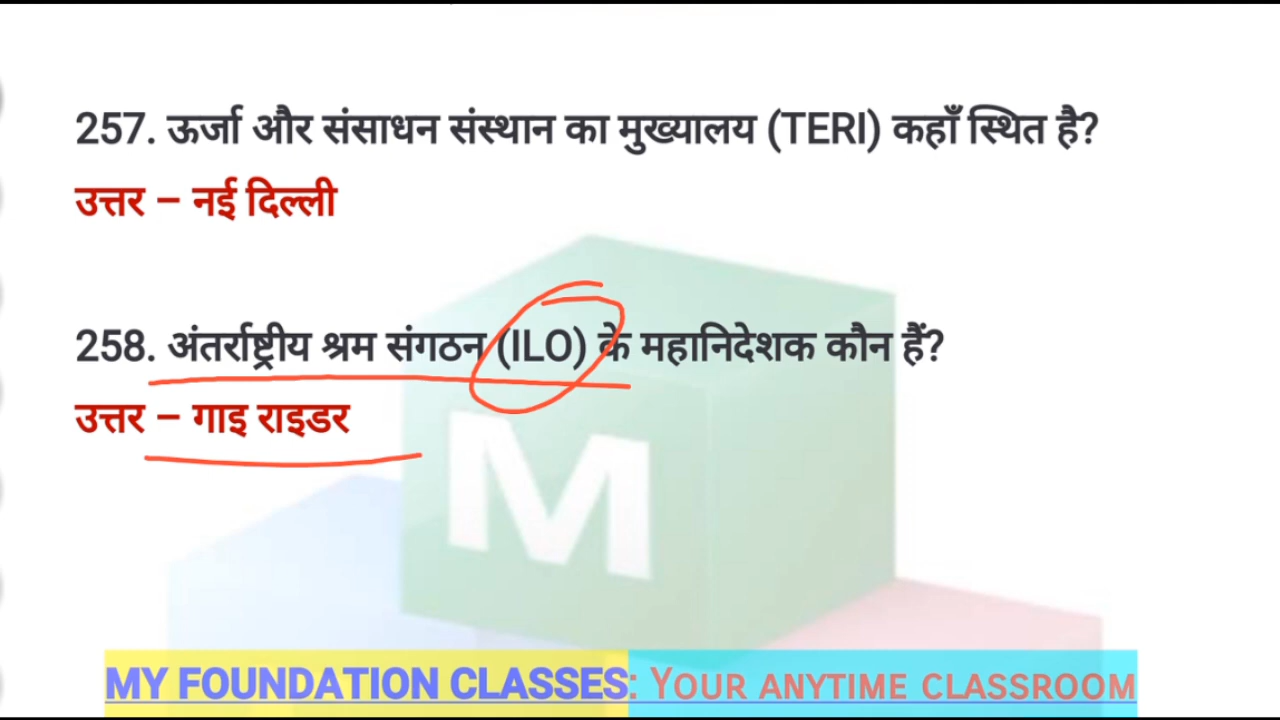 257. ऊर्जा और संसाधन संस्थान का मुख्यालय (TERI) कहाँ स्थित है?
उत्तर – नई दिल्ली
258. अंतर्राष्ट्रीय श्रम संगठन (ILO) के महानिदेशक कौन हैं?
उत्तर – गाइ राइडर
M
MY FOUNDATION CLASSES: YOUR ANYTIME CLASSROOM